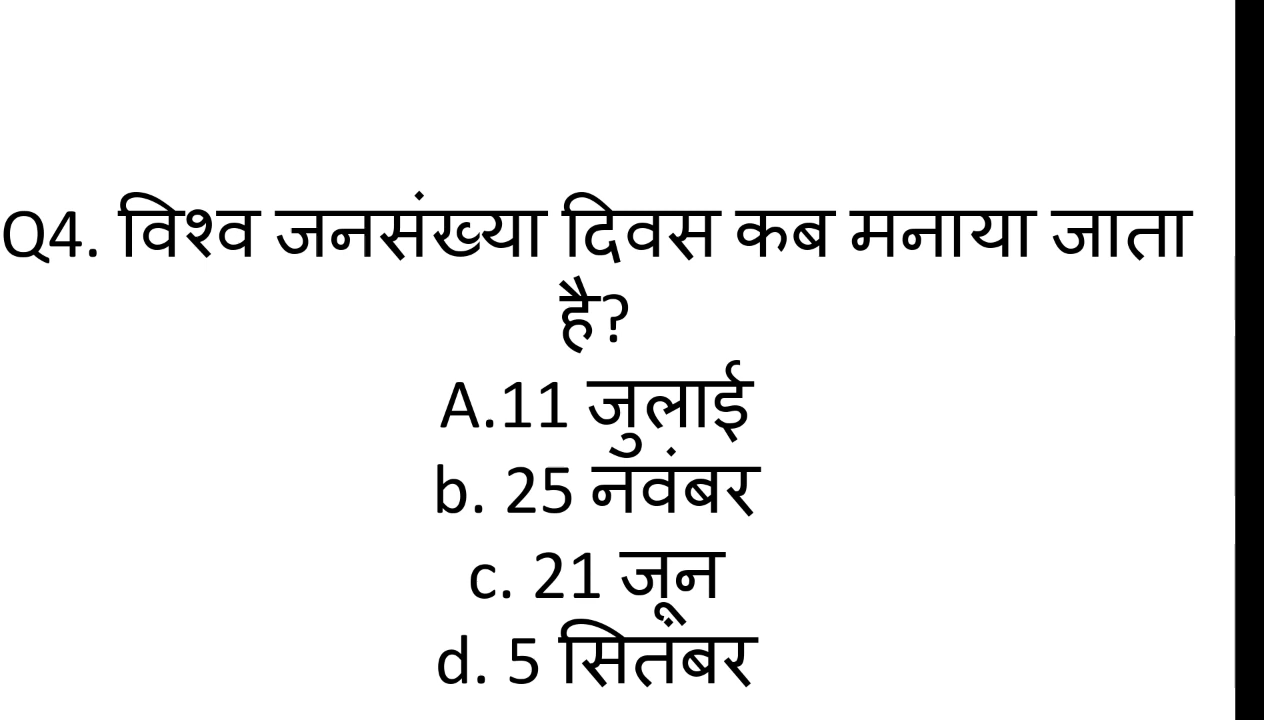 Q4. विश्व जनसंख्या दिवस कब मनाया जाता
है?
A.11 जुलाई
b. 25 नवंबर
c. 21 जून
d. 5 सितंबर